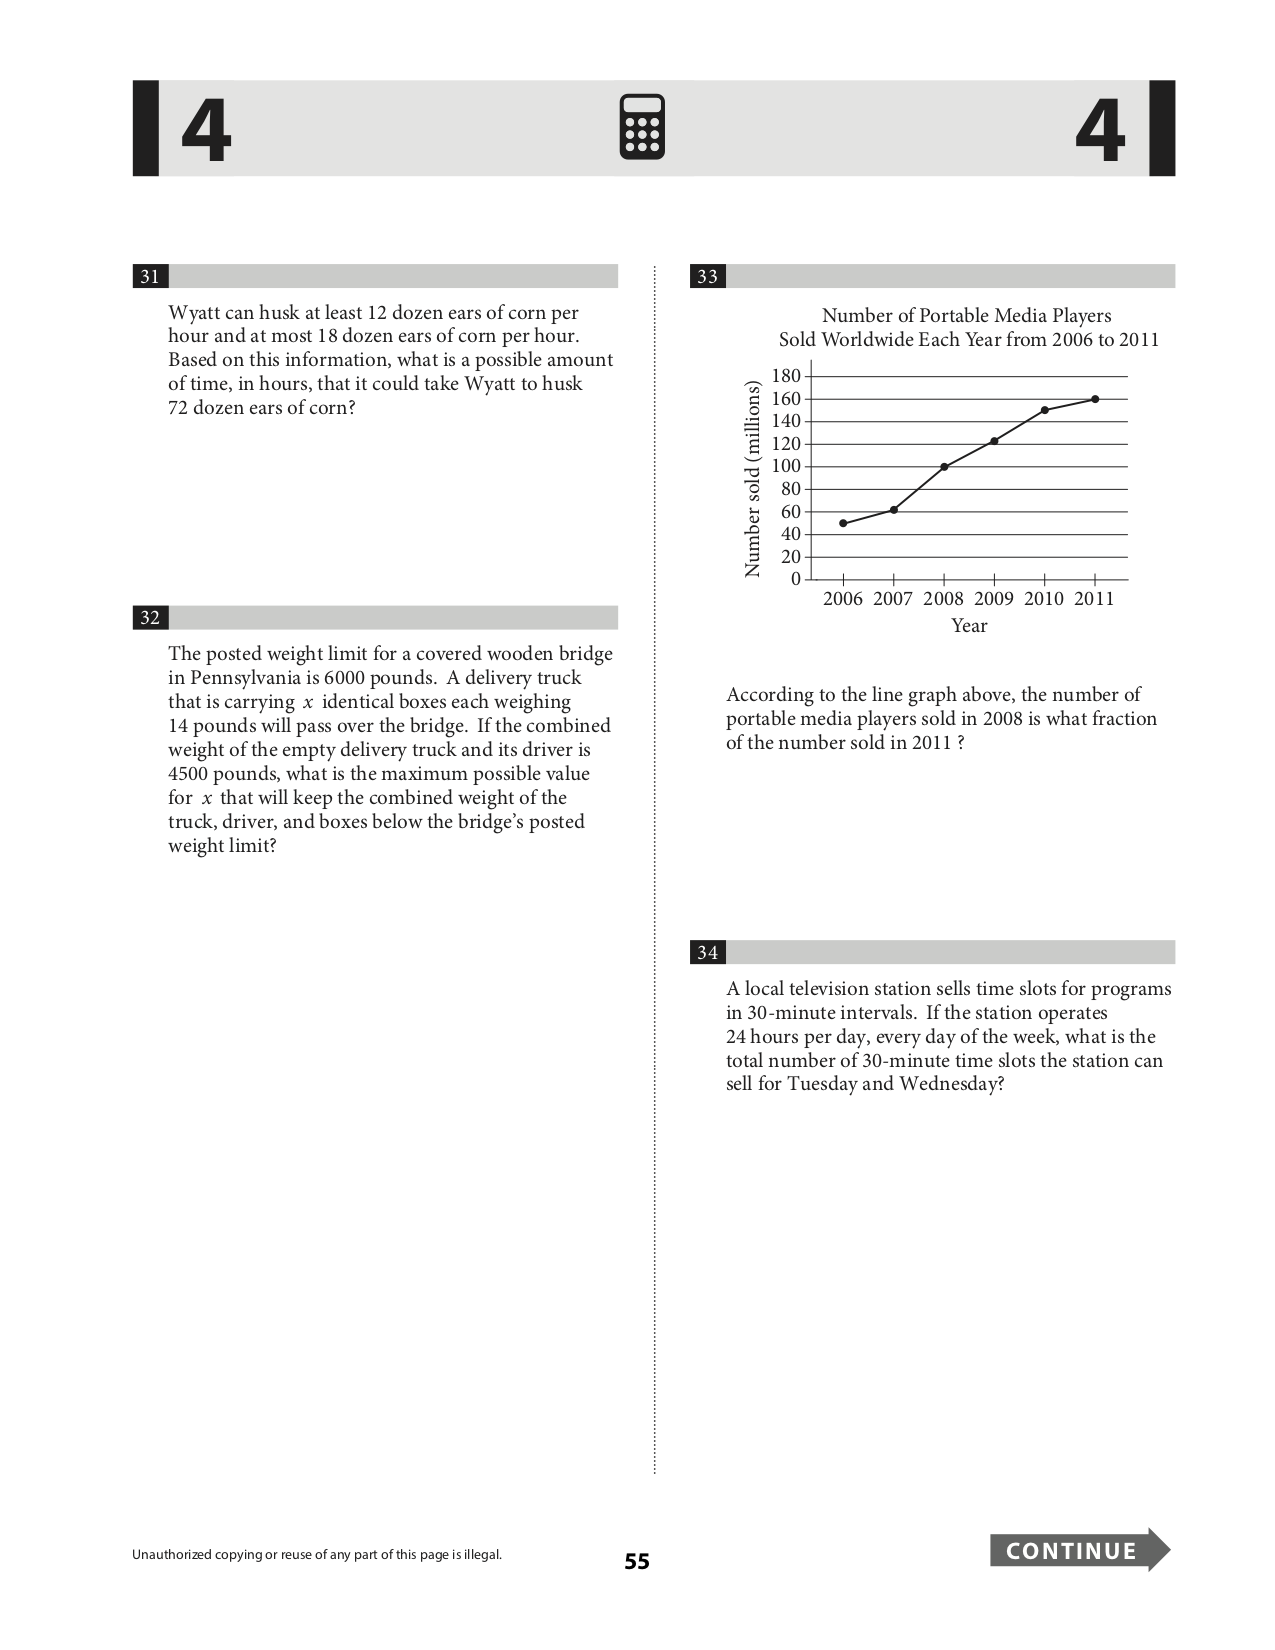 4
4
31
Wyatt can husk at least 12 dozen ears of corn per
hour and at most 18 dozen ears of corn per hour.
Based on this information, what is a possible amount
of time, in hours, that it could take Wyatt to husk
72 dozen ears of corn?
32
The posted weight limit for a covered wooden bridge
in Pennsylvania is 6000 pounds. A delivery truck
that is carrying x identical boxes each weighing
14 pounds will pass over the bridge. If the combined
weight of the empty delivery truck and its driver is
4500 pounds, what is the maximum possible value
for x that will keep the combined weight of the
truck, driver, and boxes below the bridge’s posted
weight limit?
33
Number of Portable Media Players
Sold Worldwide Each Year from 2006 to 2011
Number sold (millions)
180
160
140
120
100
80
60
40
20
0
2006 2007 2008 2009 2010 2011
Year
According to the line graph above, the number of
portable media players sold in 2008 is what fraction
of the number sold in 2011 ?
34
A local television station sells time slots for programs
in 30-minute intervals. If the station operates
24 hours per day, every day of the week, what is the
total number of 30-minute time slots the station can
sell for Tuesday and Wednesday?
Unauthorized copying or reuse of any part of this page is illegal.
55
CONTINUE